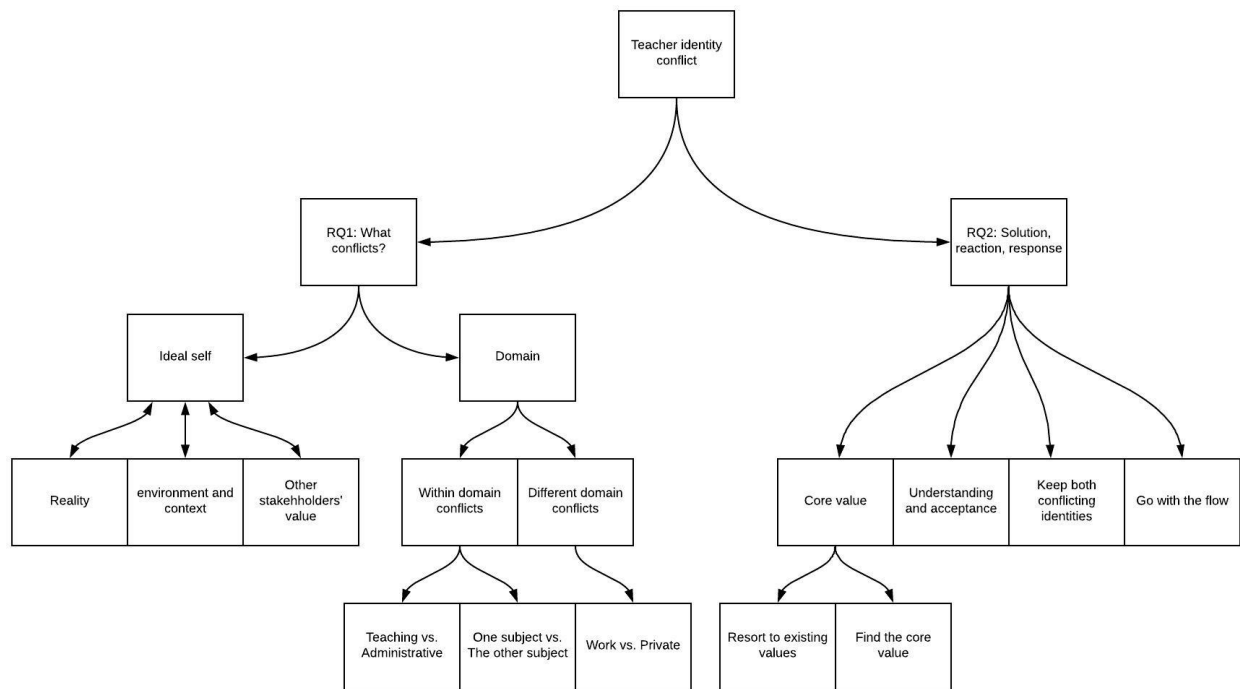 Teacher identity
conflict
RQ1: What
conflicts?
RQ2: Solution,
reaction, response
Ideal self
Domain
Reality
environment and
context
Other
stakehholders'
value
Within domain
conflicts
Different domain
conflicts
Core value
Understanding
and acceptance
Keep both
conflicting
identities
Go with the flow
Teaching vs.
Administrative
One subject vs.
The other subject
Work vs. Private
Resort to existing
values
Find the core
value